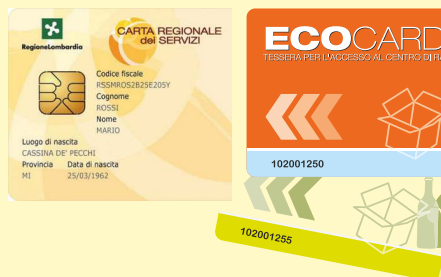 RegioneLombardia
CARTA REGIONALE
dei SERVIZI
Codice fiscale
RSSMROS2B25E205Y
Cognome
ROSSI
Nome
MARIO
Luogo di nascita
CASSINA DE' PECCHI
Provincia Data di nascita
MI 25/03/1962
ECOCARD
TESSERA PER L'ACCESSO AL CENTRO DI R
102001250
102001255